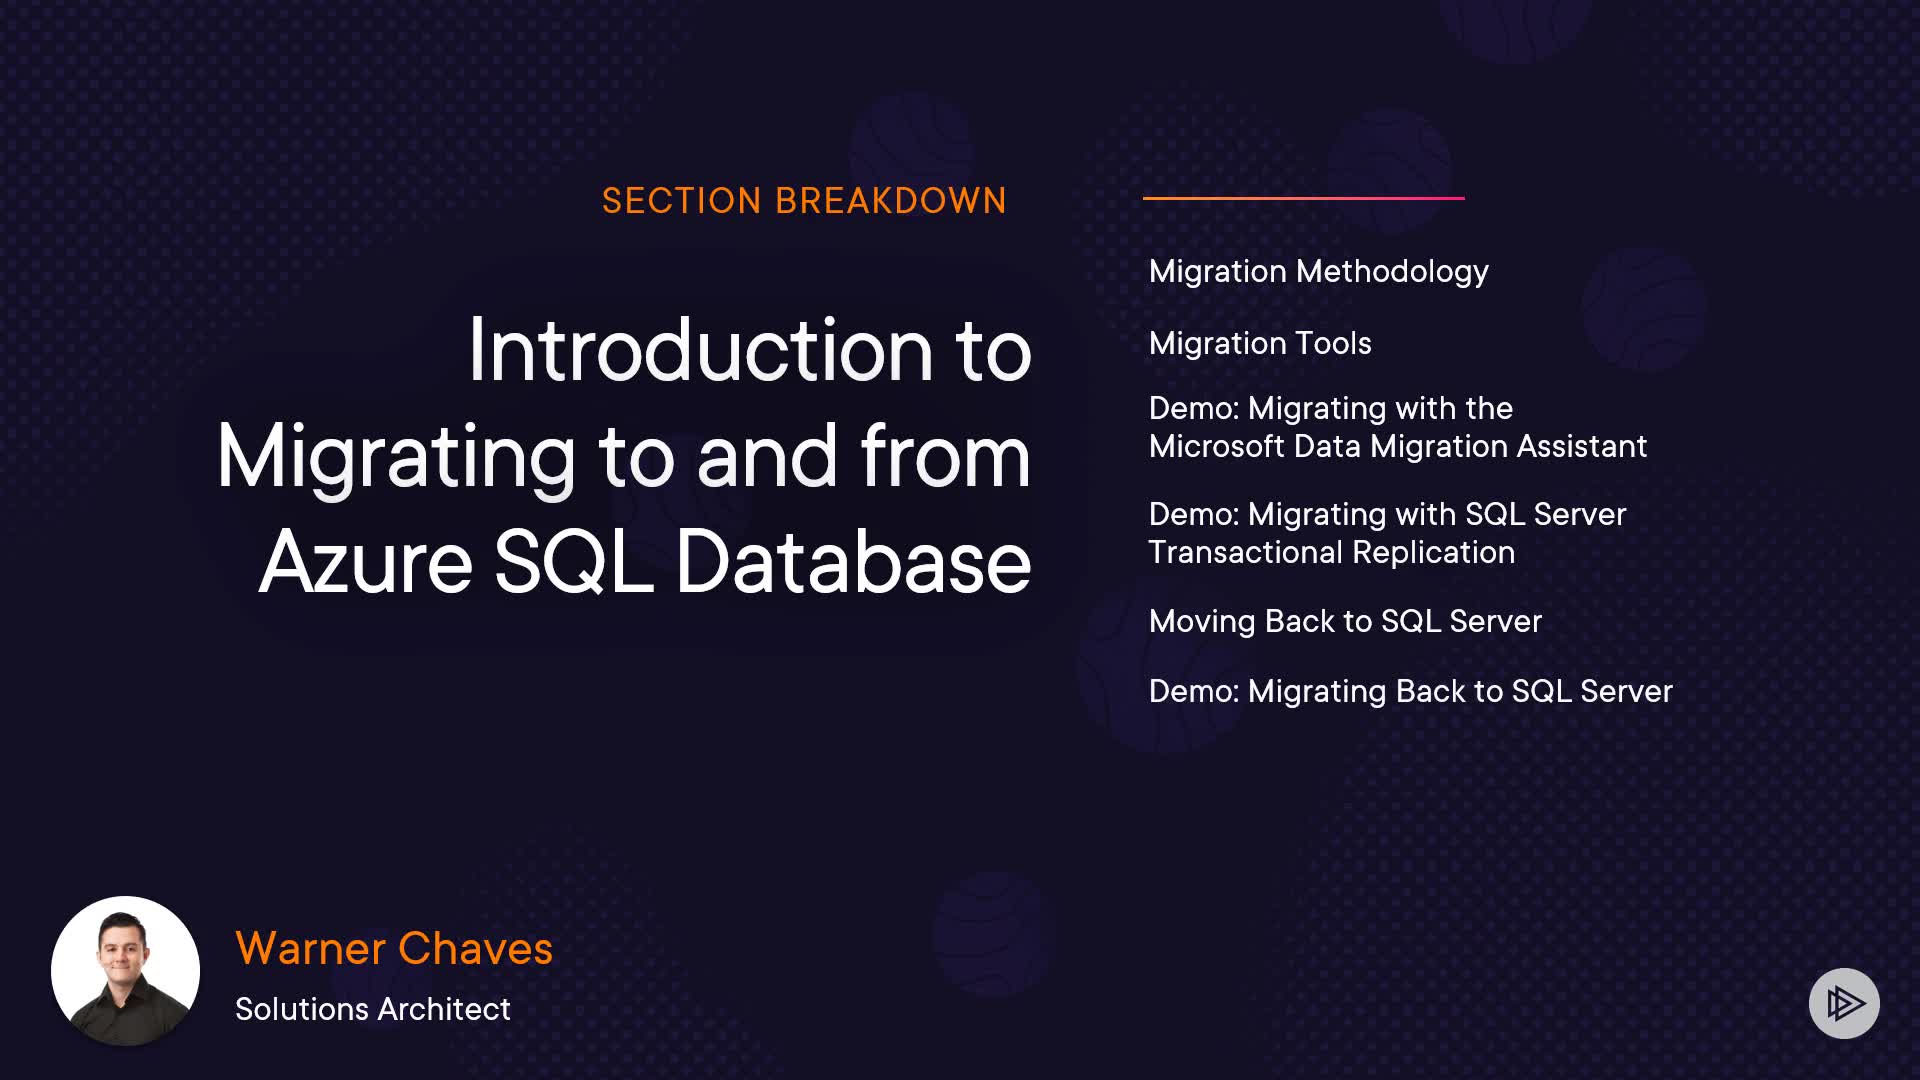 SECTION BREAKDOWN
Introduction to
Migrating to and from
Azure SQL Database
Migration Methodology
Migration Tools
Demo: Migrating with the
Microsoft Data Migration Assistant
Demo: Migrating with SQL Server
Transactional Replication
Moving Back to SQL Server
Demo: Migrating Back to SQL Server
Warner Chaves
Solutions Architect